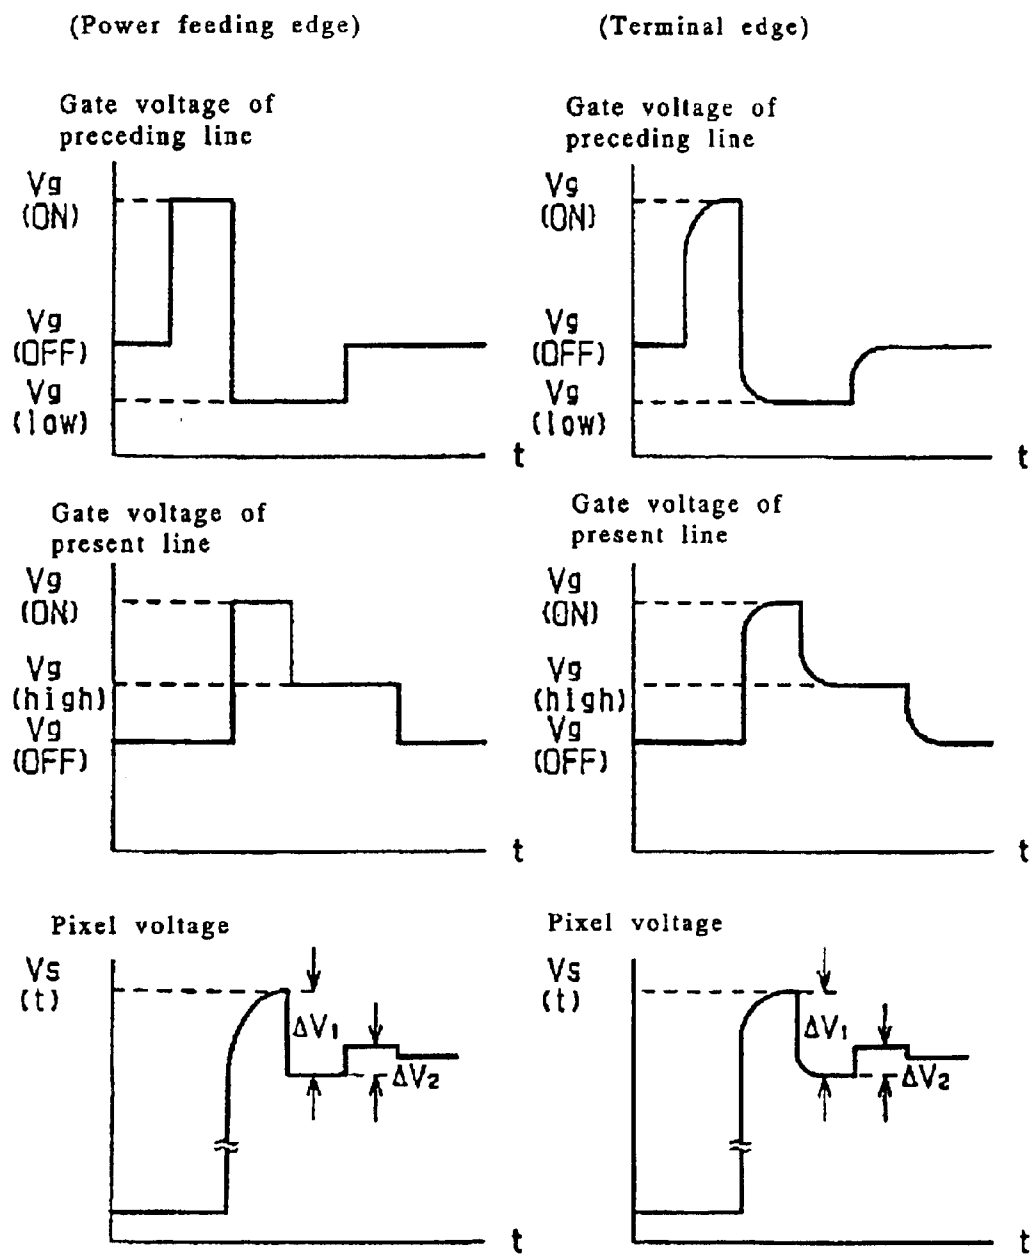 (Power feeding edge)
(Terminal edge)
Gate voltage of
preceding line
Vg
(ON)
Vg
(OFF)
Vg
(low)
t
Gate voltage of
preceding line
Vg
(ON)
Vg
(OFF)
Vg
(low)
t
Gate voltage of
present line
Vg
(ON)
Vg
(high)
Vg
(OFF)
t
Gate voltage of
present line
Vg
(ON)
Vg
(high)
Vg
(OFF)
t
Pixel voltage
Vs
(t)
ΔV1
ΔV2
t
Pixel voltage
Vs
(t)
ΔV1
ΔV2
t